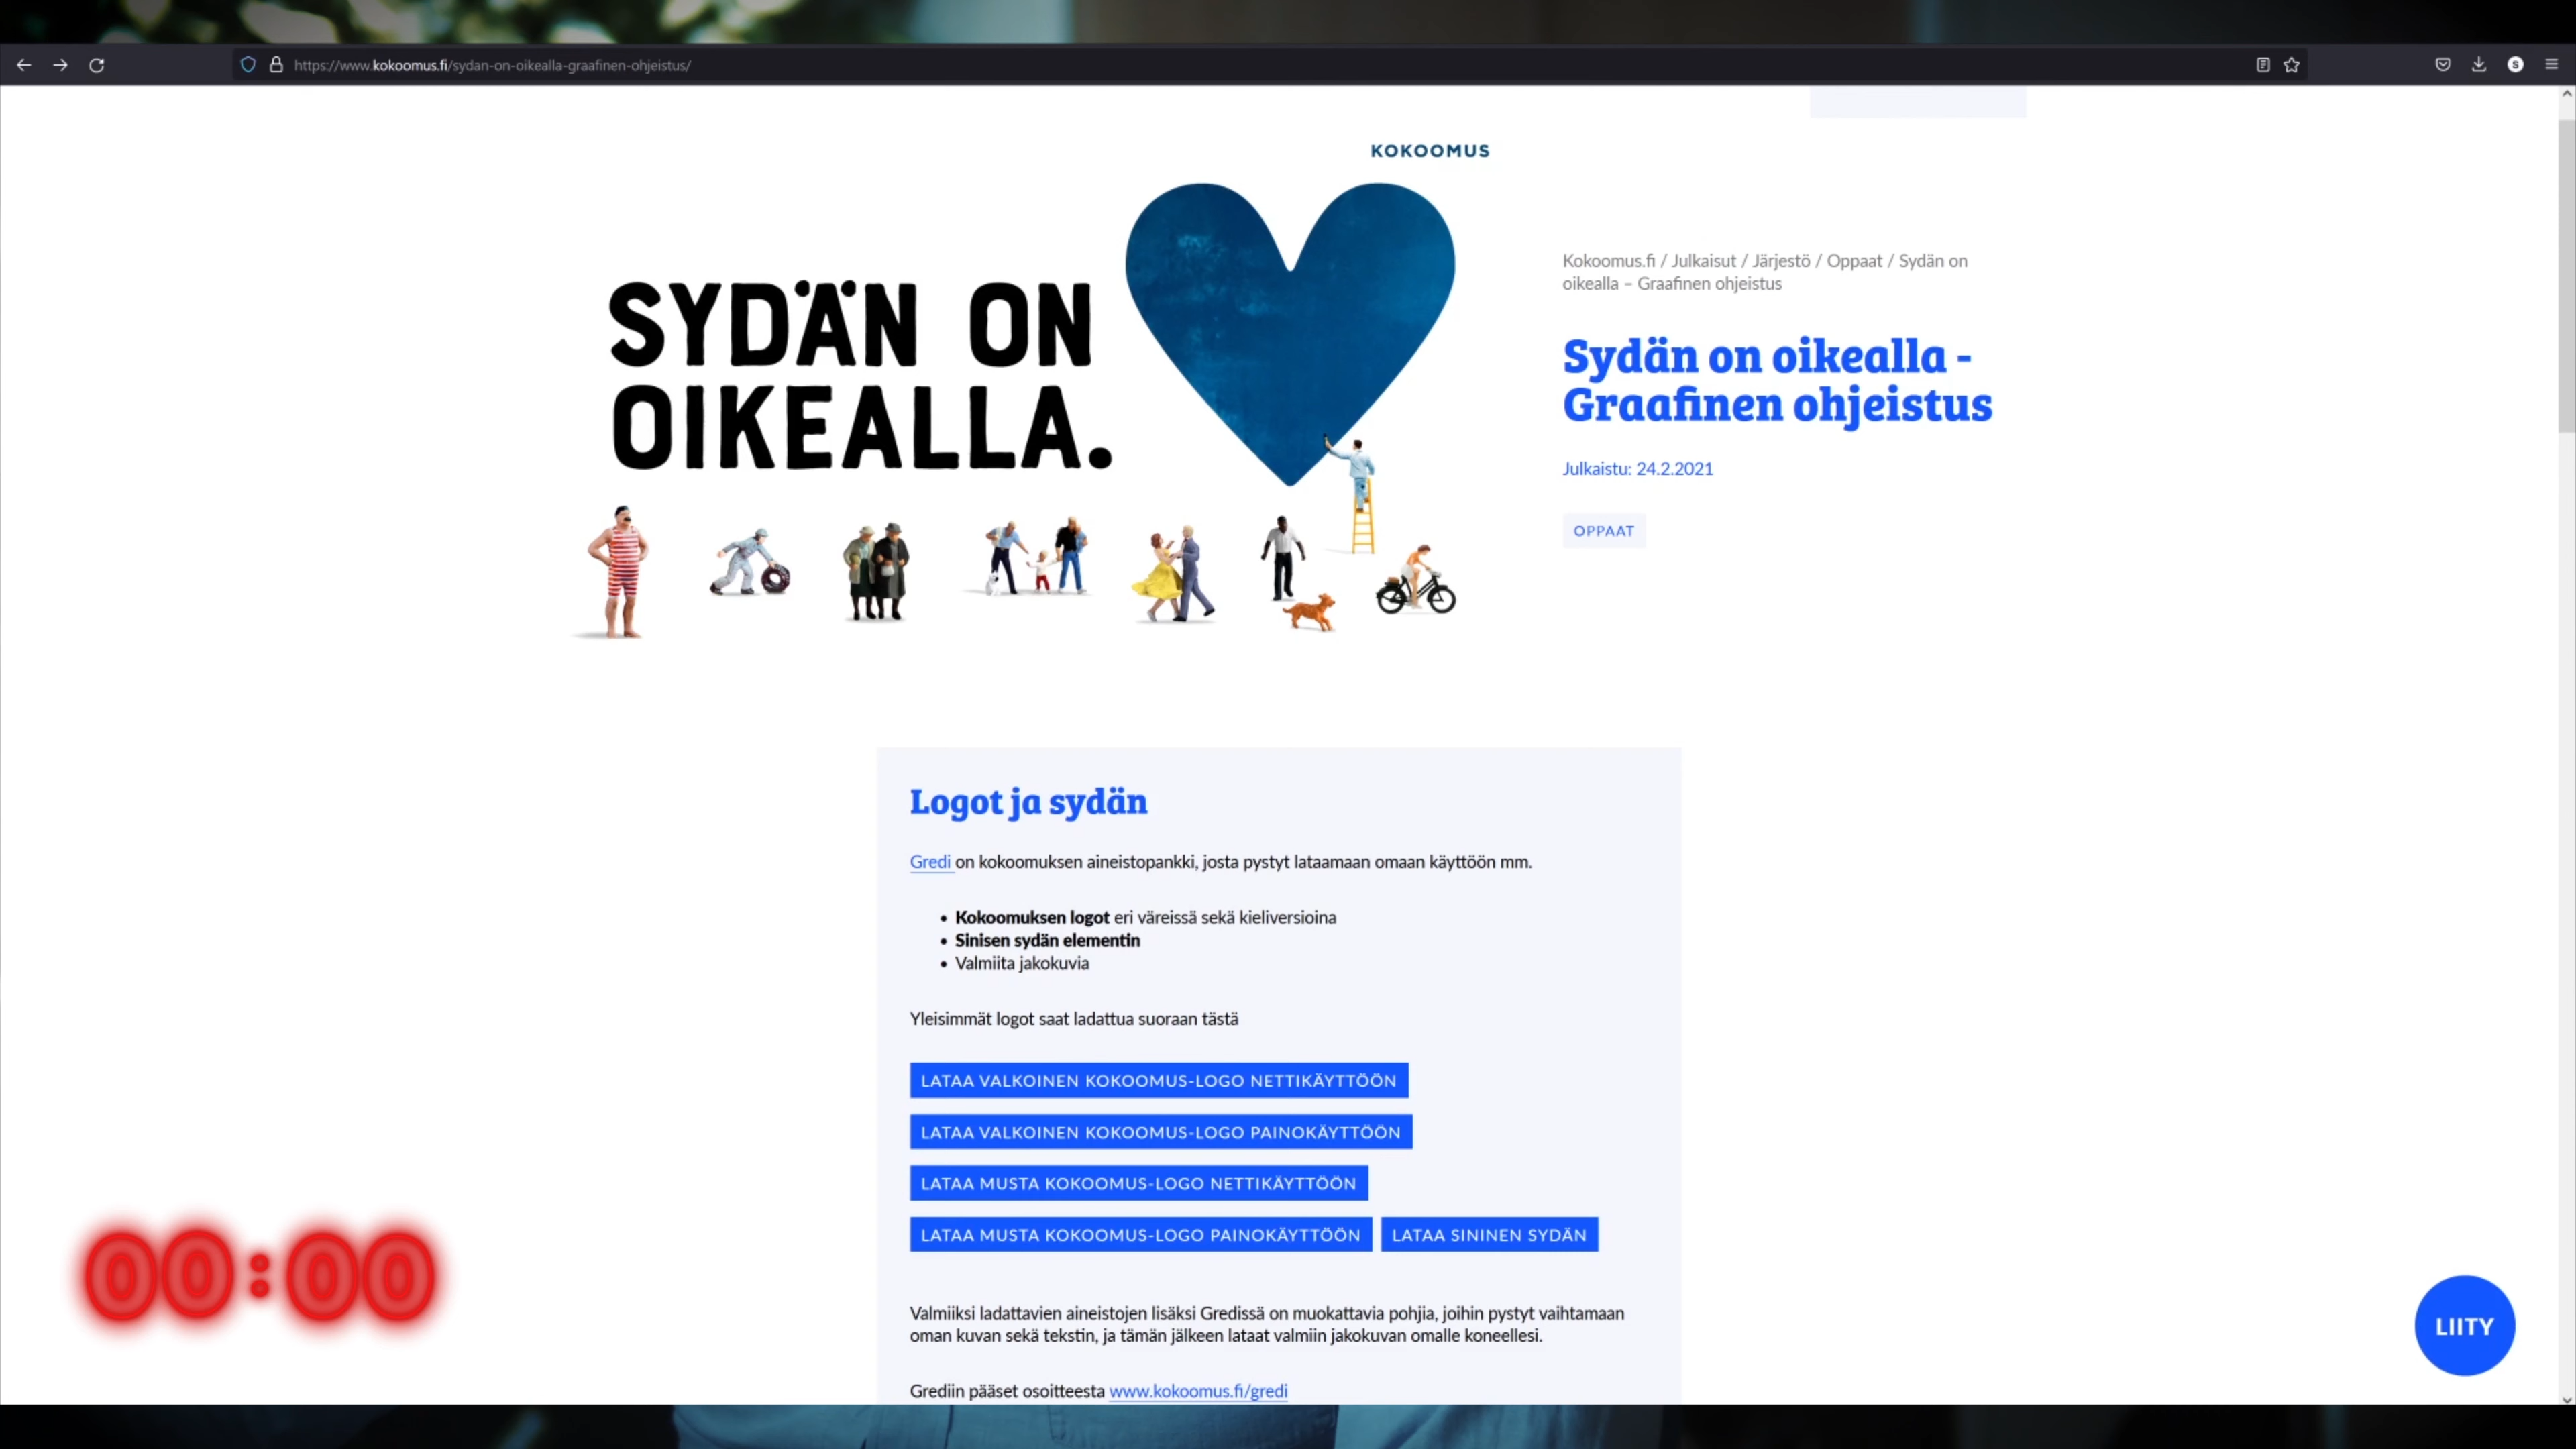 https://www.kokoomus.fi/sydan-on-oikealla-graafinen-ohjeistus/
S
KOKOOMUS
SYDÄN ON
OIKEALLA.
Kokoomus.fi / Julkaisut / Järjestö / Oppaat / Sydän on
oikealla – Graafinen ohjeistus
Sydän on oikealla -
Graafinen ohjeistus
Julkaistu: 24.2.2021
OPPAAT
Logot ja sydän
Gredi on kokoomuksen aineistopankki, josta pystyt lataamaan omaan käyttöön mm.
• Kokoomuksen logot eri väreissä sekä kieliversioina
• Sinisen sydän elementin
• Valmiita jakokuvia
Yleisimmät logot saat ladattua suoraan tästä
LATAA VALKOINEN KOKOOMUS-LOGO NETTIKÄYTTÖÖN
LATAA VALKOINEN KOKOOMUS-LOGO PAINOKÄYTTÖÖN
LATAA MUSTA KOKOOMUS-LOGO NETTIKÄYTTÖÖN
LATAA MUSTA KOKOOMUS-LOGO PAINOKÄYTTÖÖN LATAA SININEN SYDÄN
Valmiiksi ladattavien aineistojen lisäksi Gredissä on muokattavia pohjia, joihin pystyt vaihtamaan
oman kuvan sekä tekstin, ja tämän jälkeen lataat valmiin jakokuvan omalle koneellesi.
Grediin pääset osoitteesta www.kokoomus.fi/gredi
00:00
LIITY